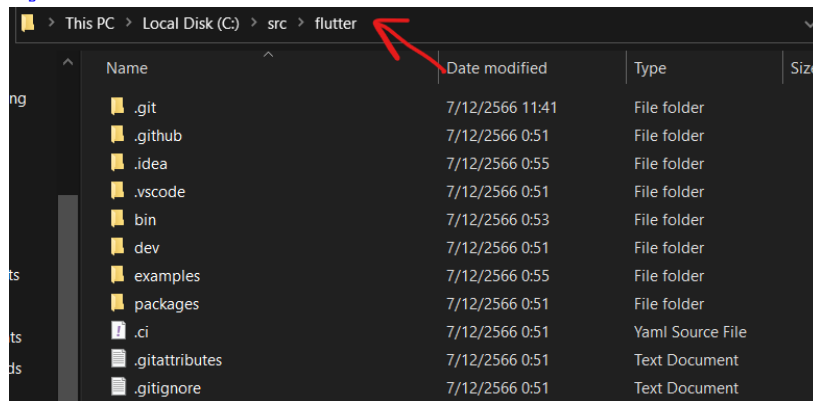 This PC > Local Disk (C:) > src > flutter
Name Date modified Type Siz
ng
.git 7/12/2566 11:41 File folder
.github 7/12/2566 0:51 File folder
.idea 7/12/2566 0:55 File folder
.vscode 7/12/2566 0:51 File folder
bin 7/12/2566 0:53 File folder
dev 7/12/2566 0:51 File folder
ts examples 7/12/2566 0:55 File folder
packages 7/12/2566 0:51 File folder
ts .ci 7/12/2566 0:51 Yaml Source File
ds .gitattributes 7/12/2566 0:51 Text Document
.gitignore 7/12/2566 0:51 Text Document